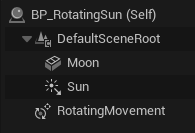 BP_RotatingSun (Self)
DefaultSceneRoot
Moon
Sun
RotatingMovement